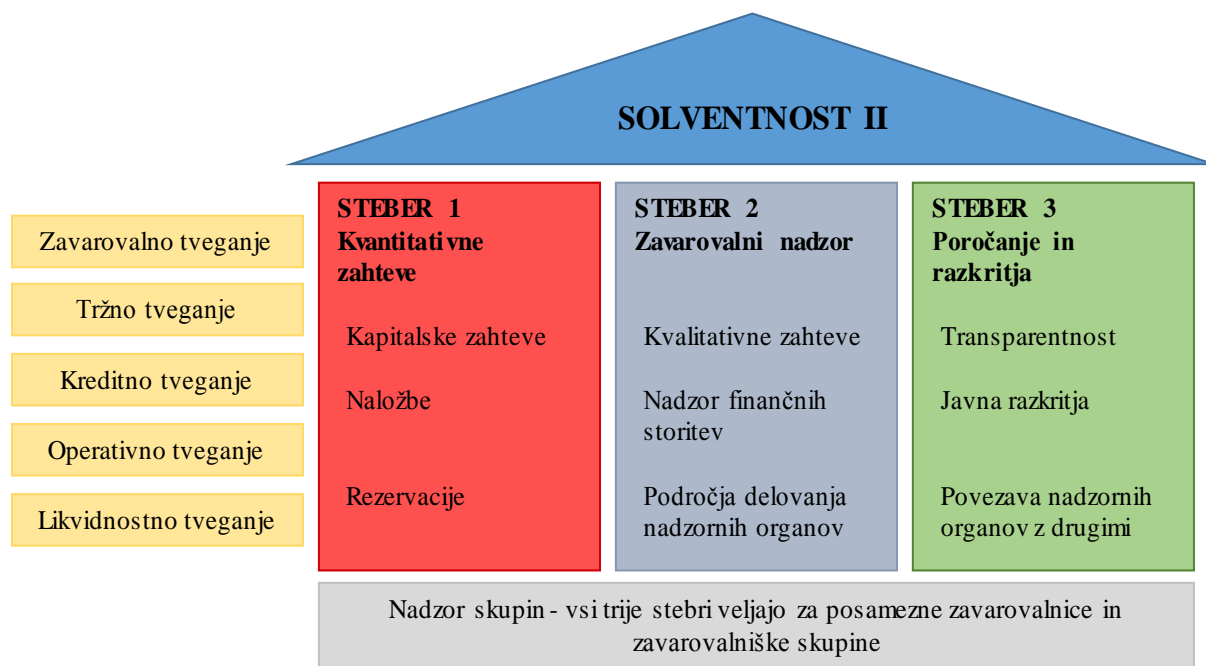 SOLVENTNOST II
Zavarovalno tveganje
Tržno tveganje
Kreditno tveganje
Operativno tveganje
Likvidnostno tveganje
STEBER 1
Kvantitativne
zahteve
Kapitalske zahteve
Naložbe
Rezervacije
STEBER 2
Zavarovalni nadzor
Kvalitativne zahteve
Nadzor finančnih
storitev
Področja delovanja
nadzornih organov
STEBER 3
Poročanje in
razkritja
Transparentnost
Javna razkritja
Povezava nadzornih
organov z drugimi
Nadzor skupin - vsi trije stebri veljajo za posamezne zavarovalnice in
zavarovalniške skupine